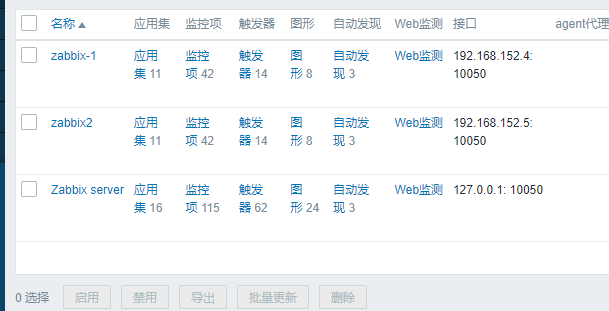 名称 应用集 监控项 触发器 图形 自动发现 Web监测 接口 agent代理
zabbix-1 应用 监控 触发 图 自动发 Web监测 192.168.152.4:
集 11 项 42 器 14 形 8 现 3 10050
zabbix2 应用 监控 触发 图 自动发 Web监测 192.168.152.5:
集 11 项 42 器 14 形 8 现 3 10050
Zabbix server 应用 监控 触发 图 自动发 Web监测 127.0.0.1: 10050
集 16 项 115 器 62 形 24 现 3
0 选择 启用 禁用 导出 批量更新 删除